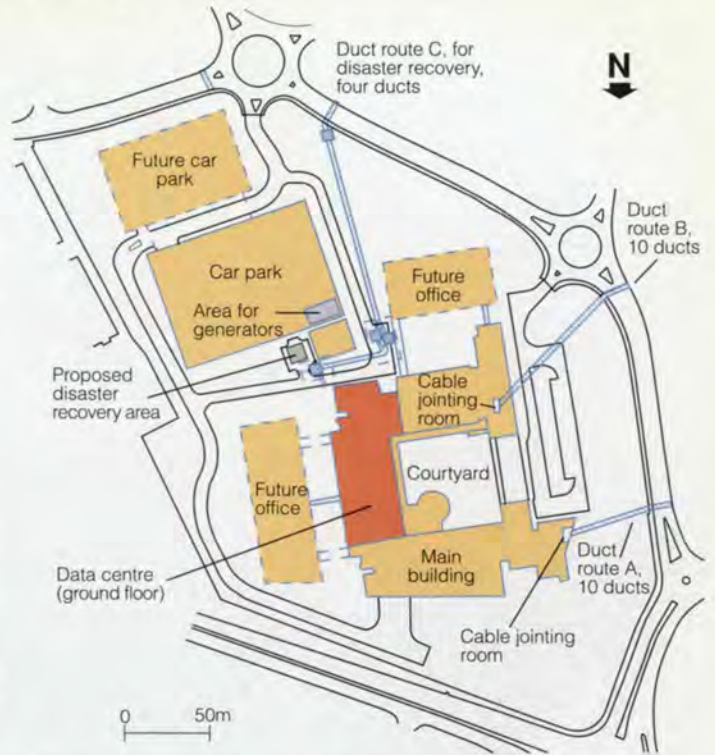 Duct route C, for
disaster recovery,
four ducts
N
Future car
park
Duct
route B,
10 ducts
Car park
Future
office
Area for
generators
Proposed
disaster
recovery area
Cable
jointing
room
Courtyard
Future
office
Data centre
(ground floor)
Main
building
Duct
route A,
10 ducts
Cable jointing
room
0
50m